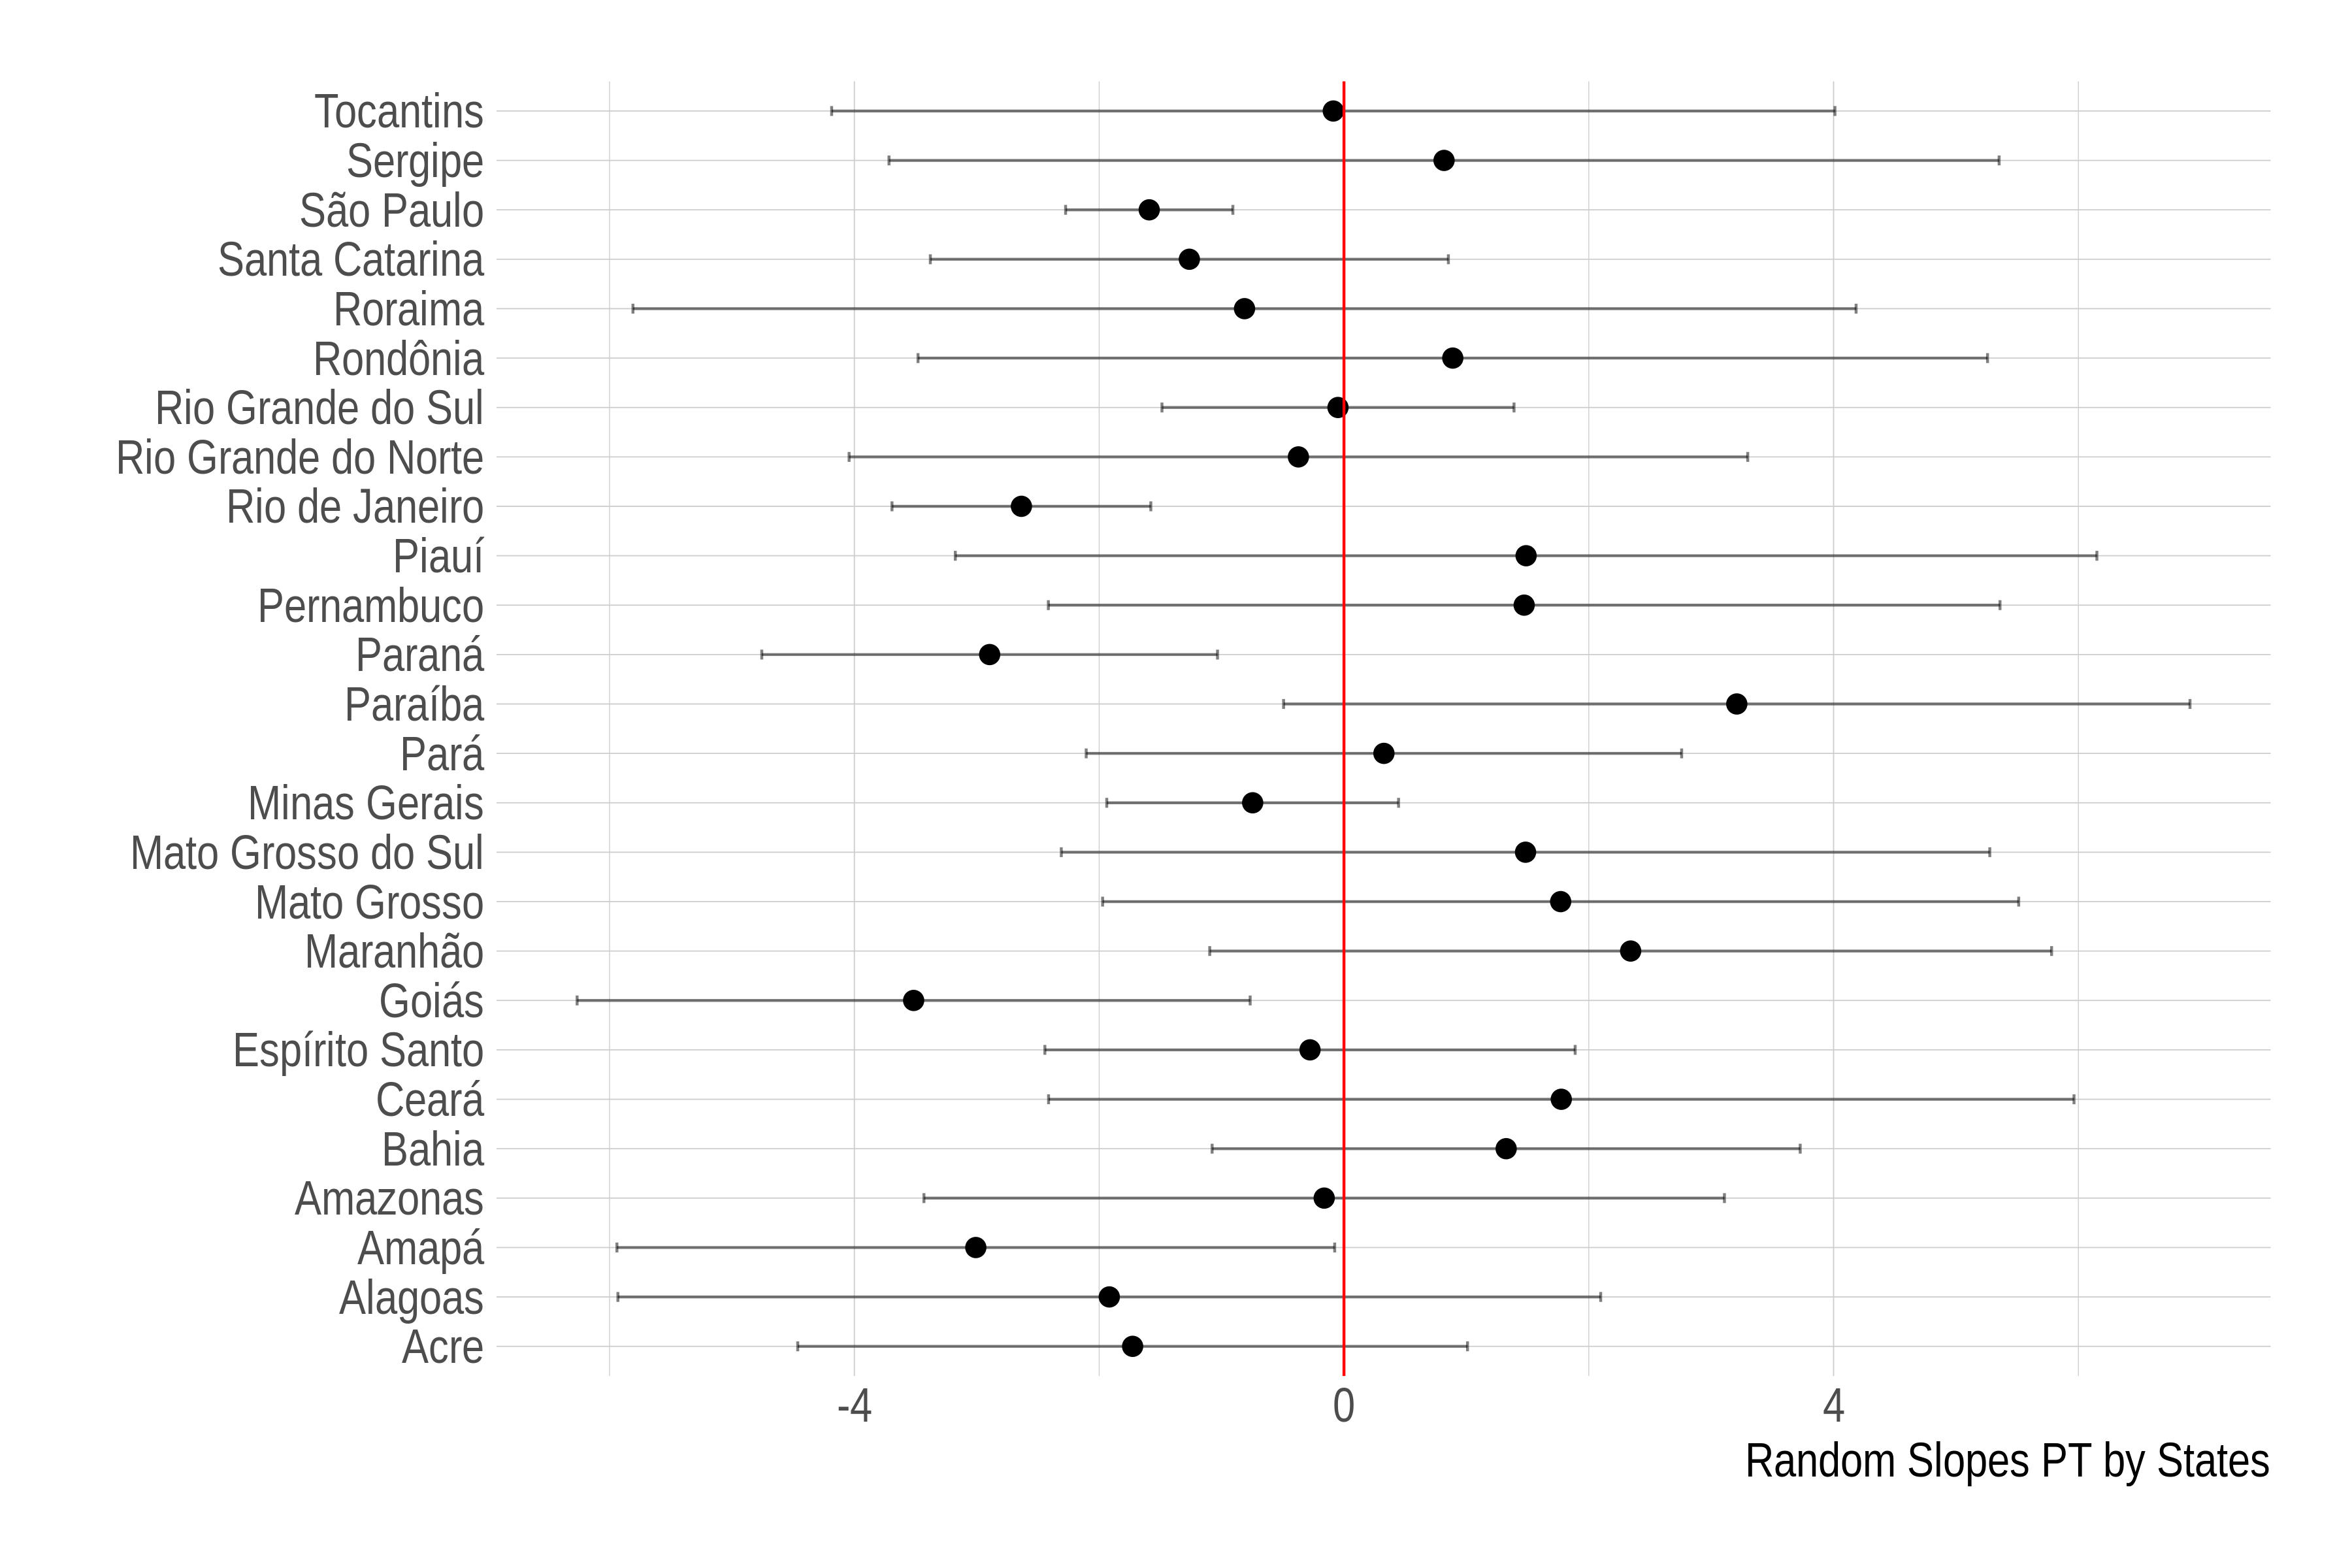 Tocantins
Sergipe
São Paulo
Santa Catarina
Roraima
Rondônia
Rio Grande do Sul
Rio Grande do Norte
Rio de Janeiro
Piauí
Pernambuco
Paraná
Paraíba
Pará
Minas Gerais
Mato Grosso do Sul
Mato Grosso
Maranhão
Goiás
Espírito Santo
Ceará
Bahia
Amazonas
Amapá
Alagoas
Acre
-4 0 4
Random Slopes PT by States